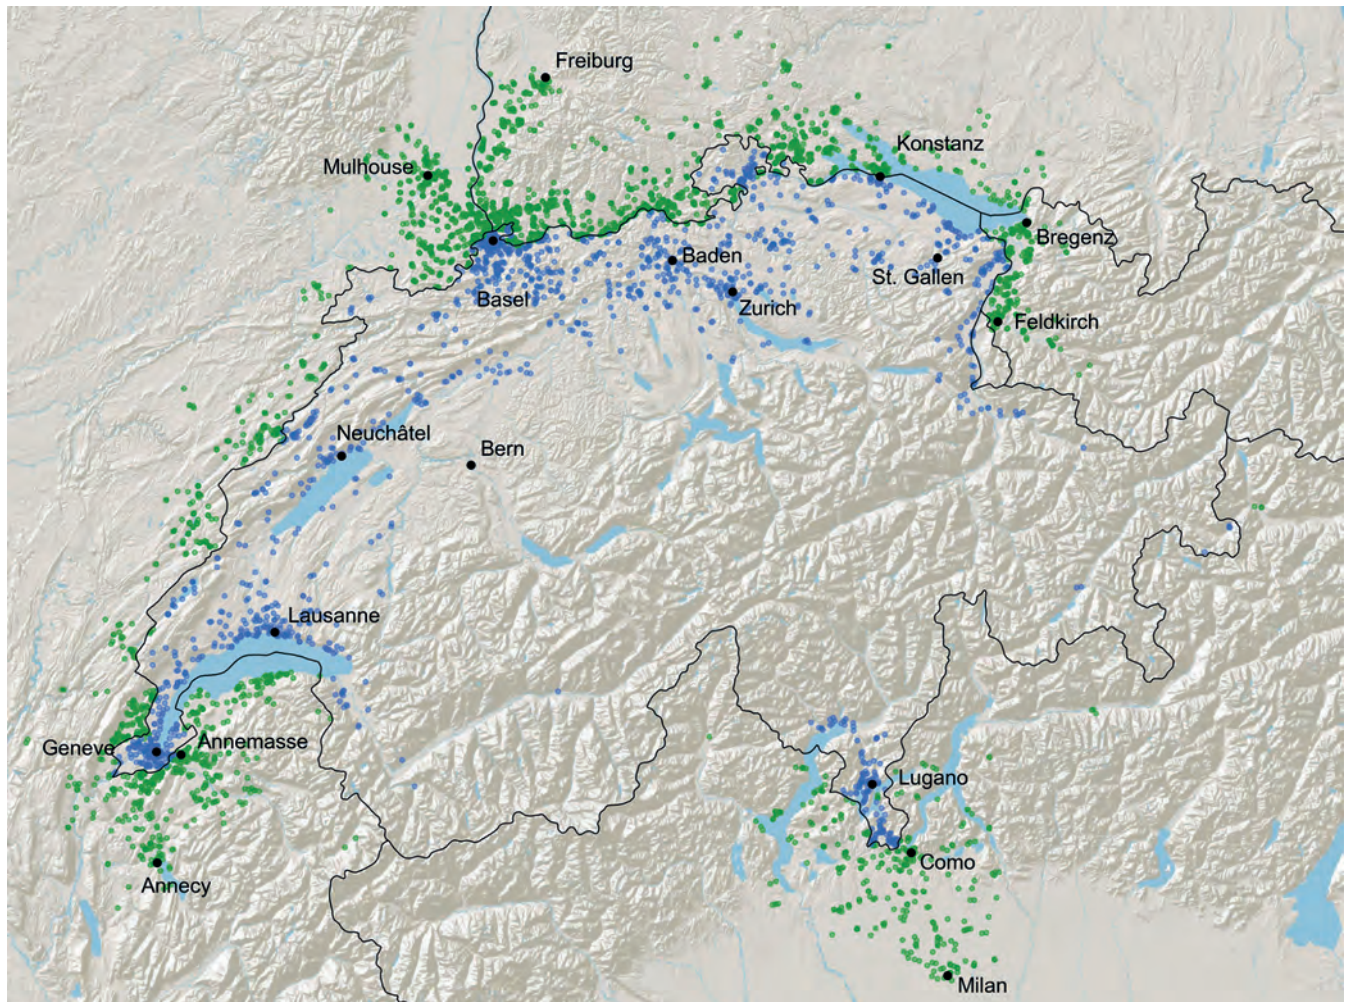 Freiburg
Mulhouse
Konstanz
Bregenz
Baden
St. Gallen
Basel
Zurich
Feldkirch
Neuchâtel
Bern
Lausanne
Geneve
Annemasse
Lugano
Como
Annecy
Milan